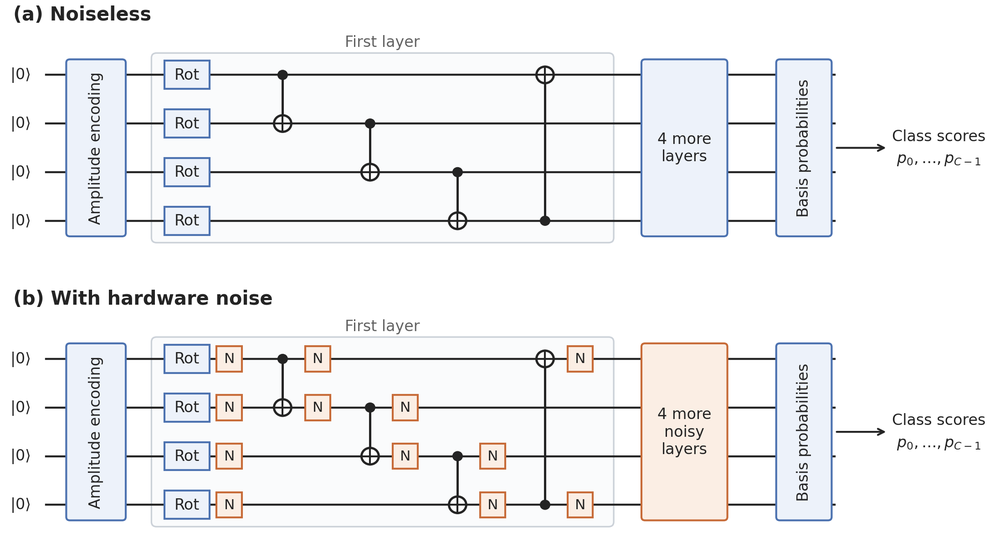 (a) Noiseless
First layer
|0⟩
|0⟩
|0⟩
|0⟩
Amplitude encoding
Rot
Rot
Rot
Rot
4 more
layers
Basis probabilities
Class scores
p₀, …, p_{C−1}
(b) With hardware noise
First layer
|0⟩
|0⟩
|0⟩
|0⟩
Amplitude encoding
Rot N N N
Rot N N N
Rot N N N
Rot N N N
4 more
noisy
layers
Basis probabilities
Class scores
p₀, …, p_{C−1}